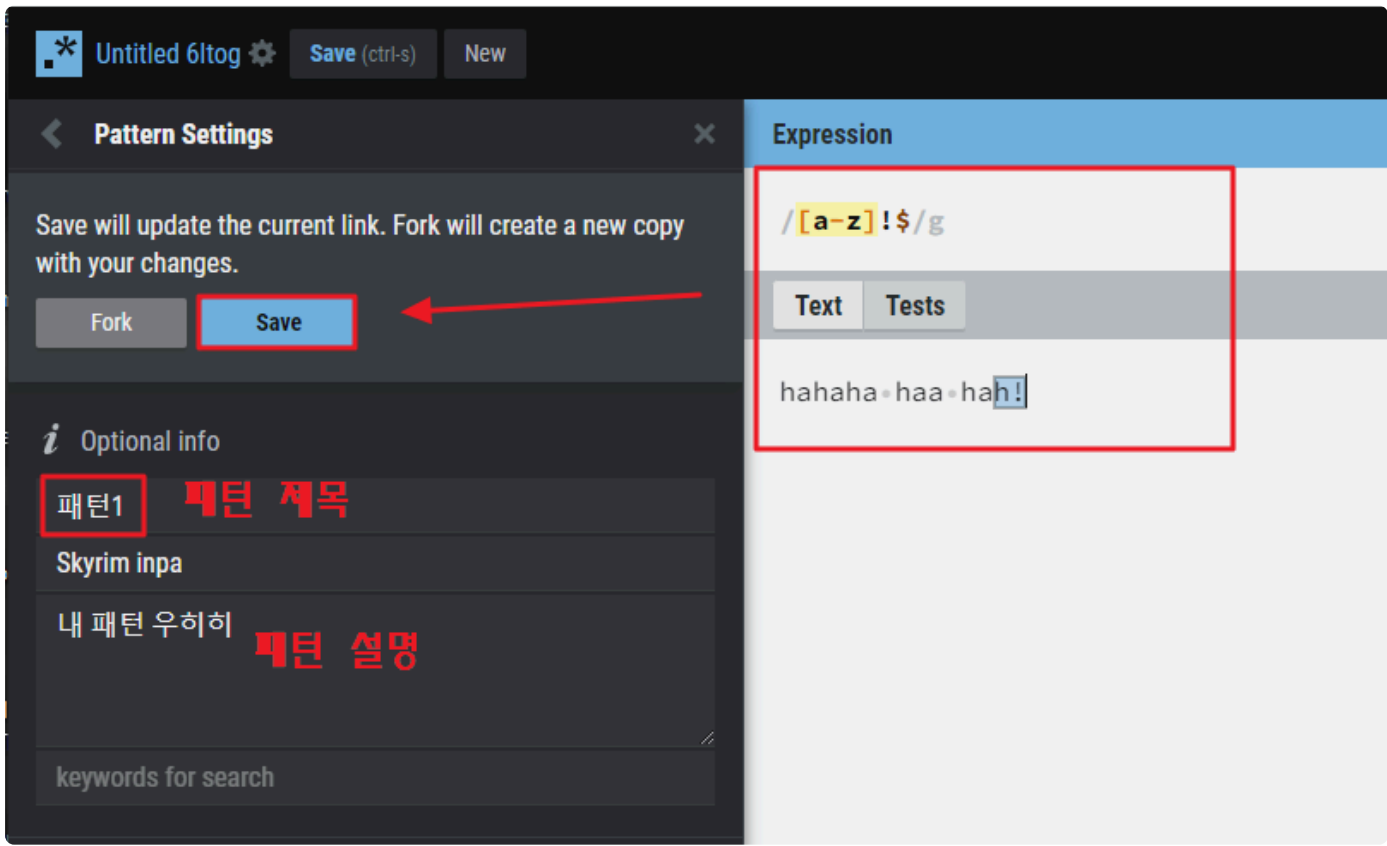 .* Untitled 6ltog Save (ctrl-s) New
Pattern Settings
Save will update the current link. Fork will create a new copy
with your changes.
Fork Save
i Optional info
패턴1 패턴 제목
Skyrim inpa
내 패턴 우히히
패턴 설명
keywords for search
Expression
/[a-z]!$/g
Text Tests
hahaha·haa·hah!